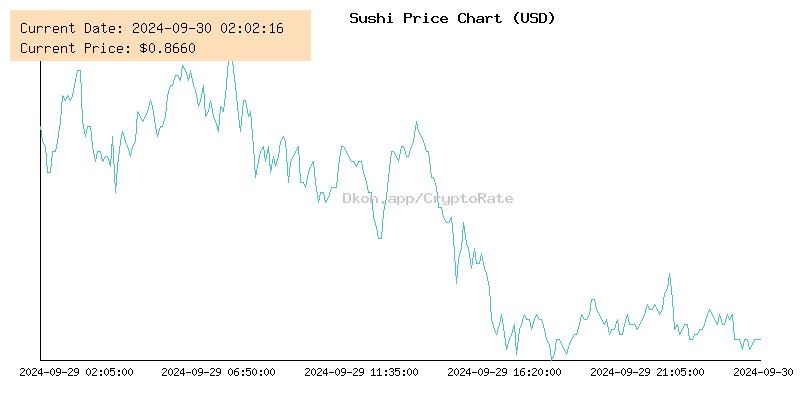 Sushi Price Chart (USD)
Current Date: 2024-09-30 02:02:16
Current Price: $0.8660
Dkoh.app/CryptoRate
2024-09-29 02:05:00 2024-09-29 06:50:00 2024-09-29 11:35:00 2024-09-29 16:20:00 2024-09-29 21:05:00 2024-09-30